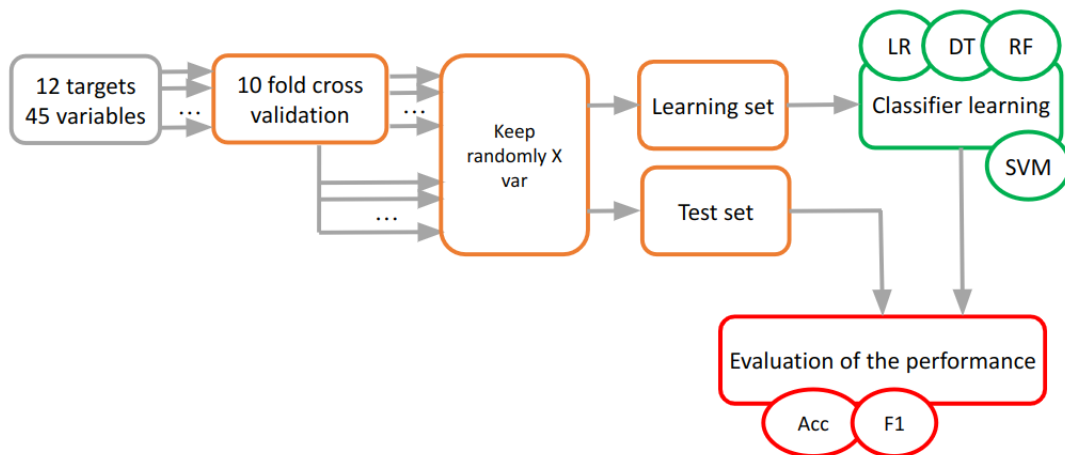 12 targets
45 variables
...
10 fold cross
validation
...
...
Keep
randomly X
var
Learning set
Test set
LR
DT
RF
Classifier learning
SVM
Evaluation of the performance
Acc
F1